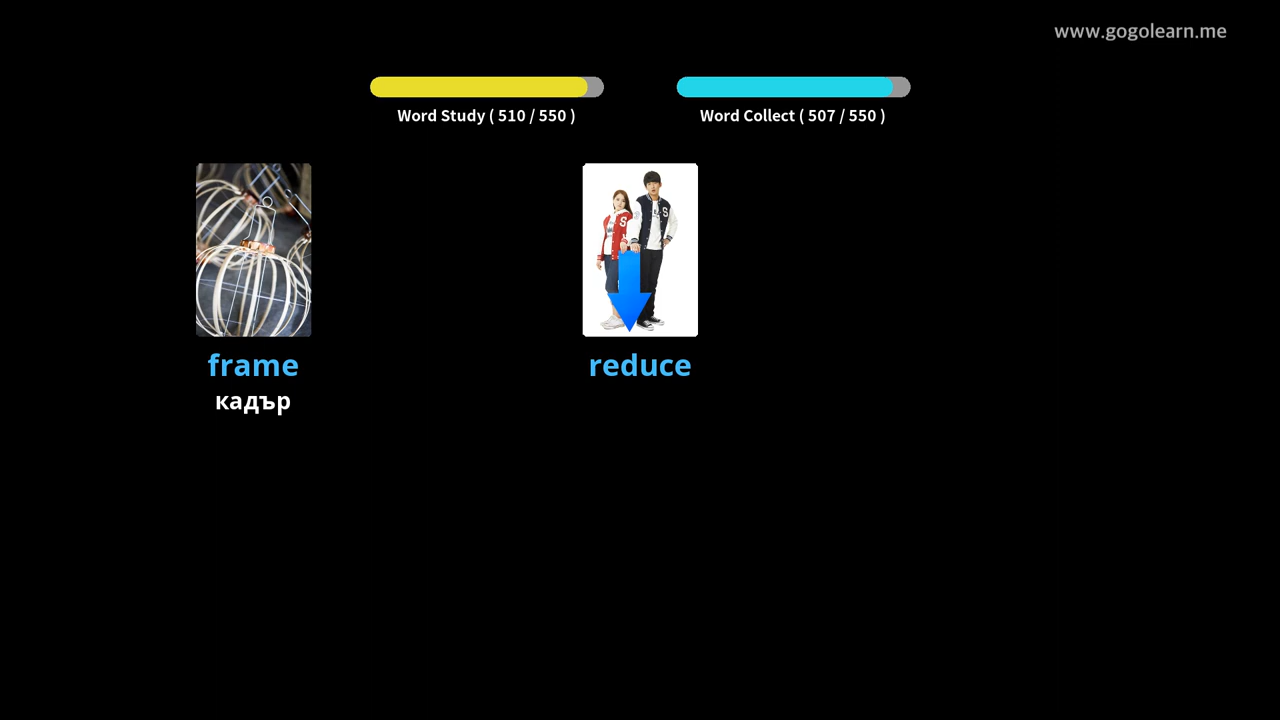 www.gogolearn.me
Word Study ( 510 / 550 )
Word Collect ( 507 / 550 )
S
S
frame
reduce
кадър